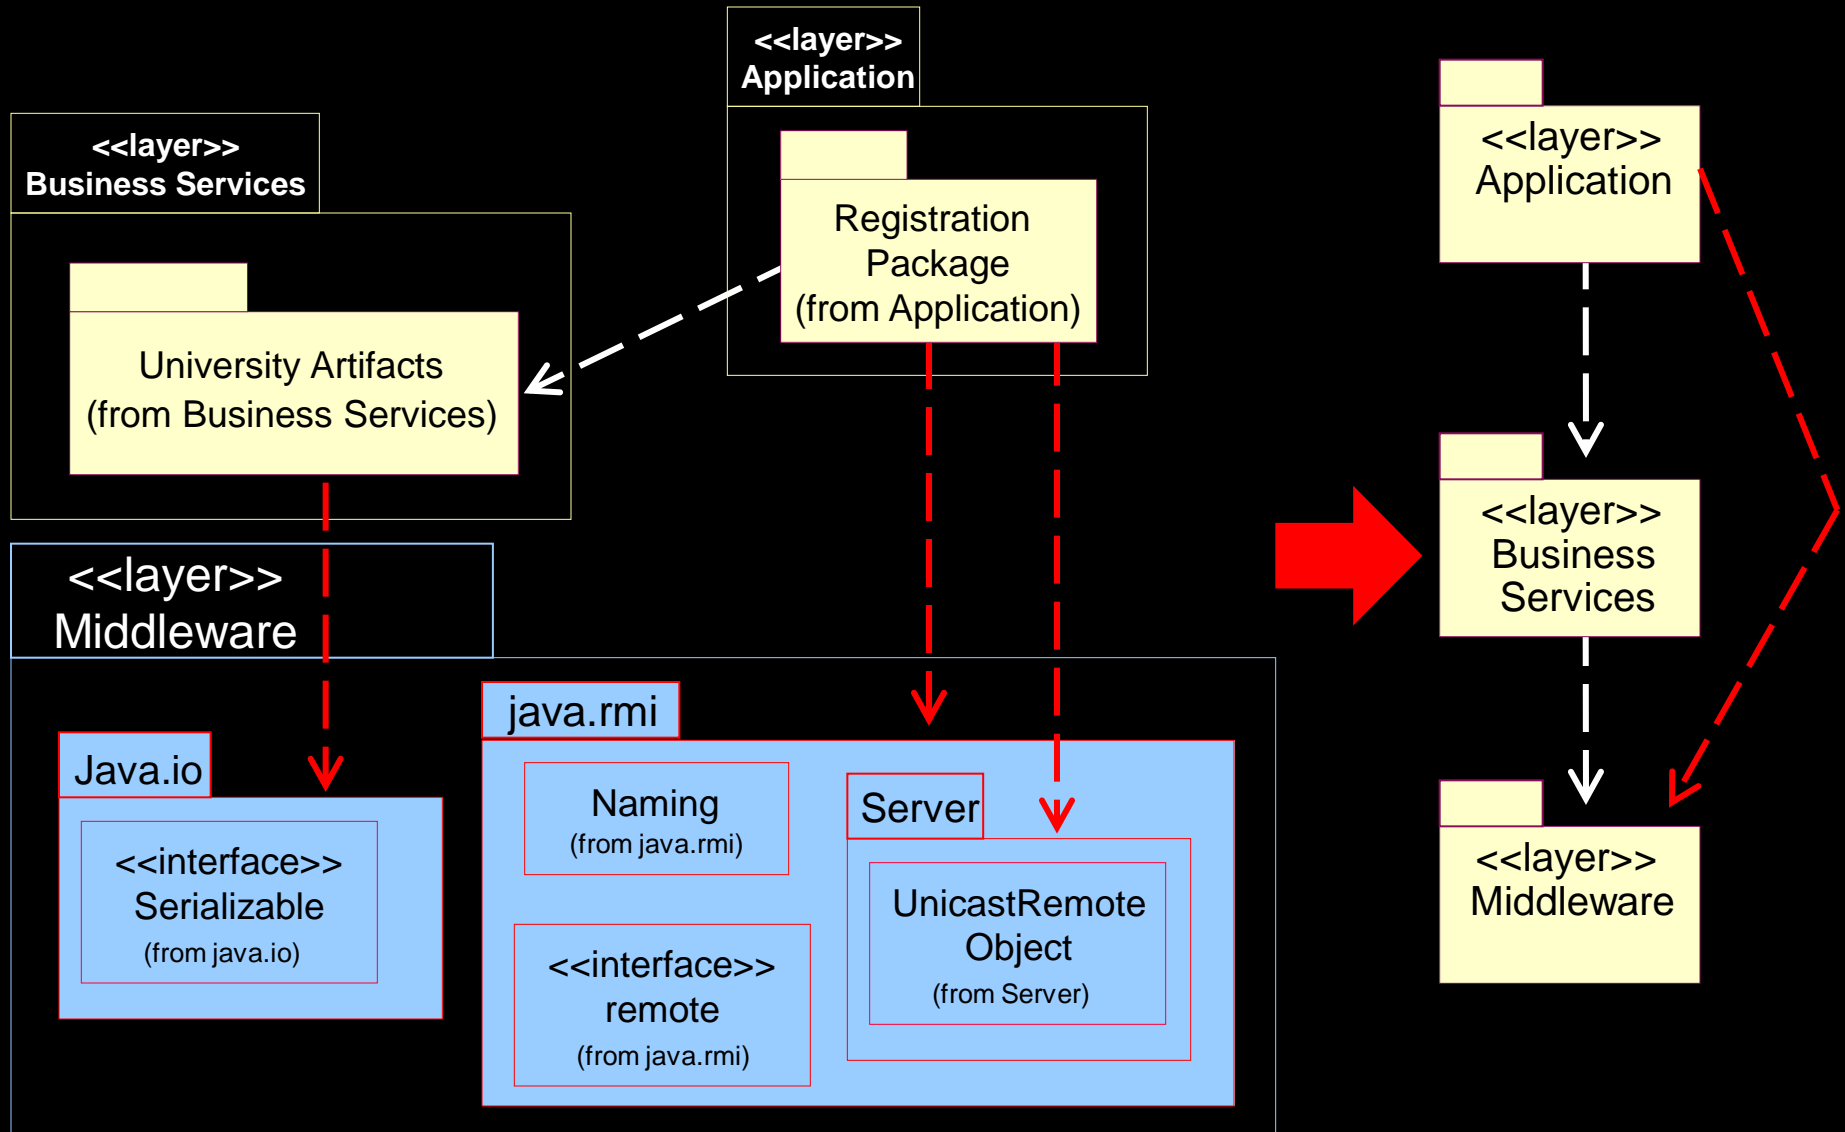 <<layer>>
Application
<<layer>>
Business Services
Registration
Package
(from Application)
University Artifacts
(from Business Services)
<<layer>>
Middleware
Java.io
<<interface>>
Serializable
(from java.io)
java.rmi
Naming
(from java.rmi)
<<interface>>
remote
(from java.rmi)
Server
UnicastRemote
Object
(from Server)
<<layer>>
Application
<<layer>>
Business
Services
<<layer>>
Middleware